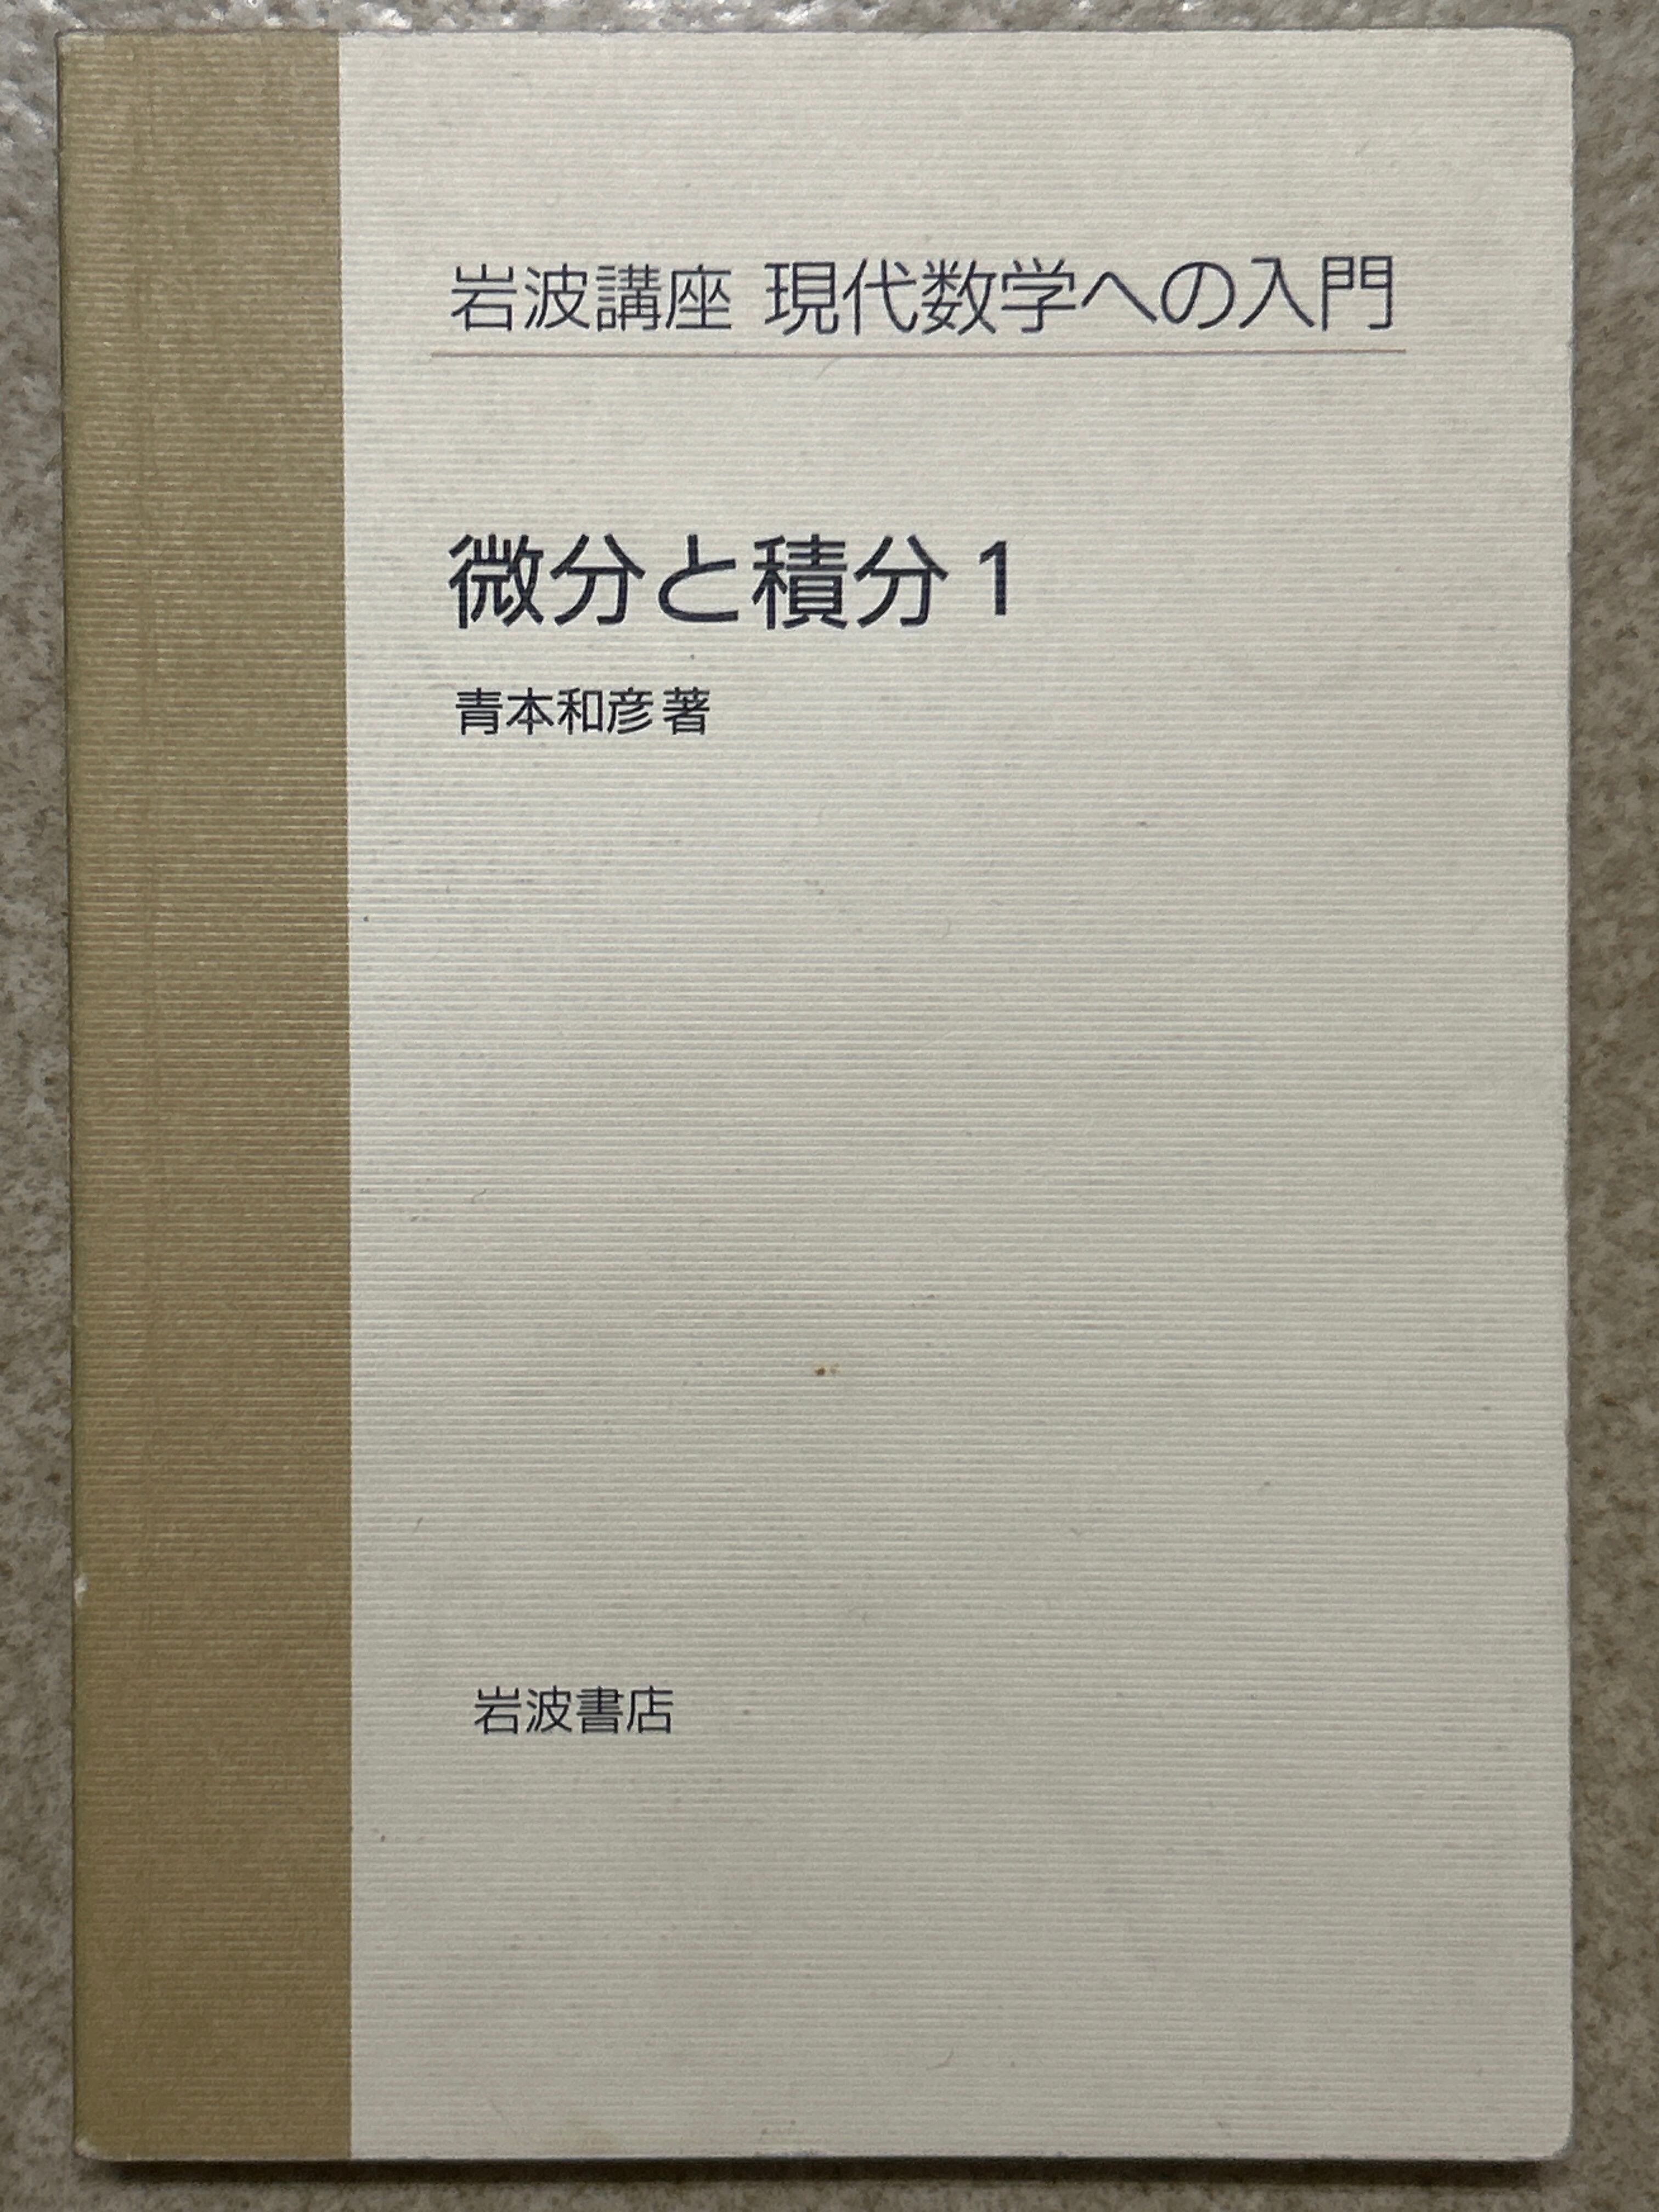 岩波講座 現代数学への入門
微分と積分1
青本和彦著
岩波書店